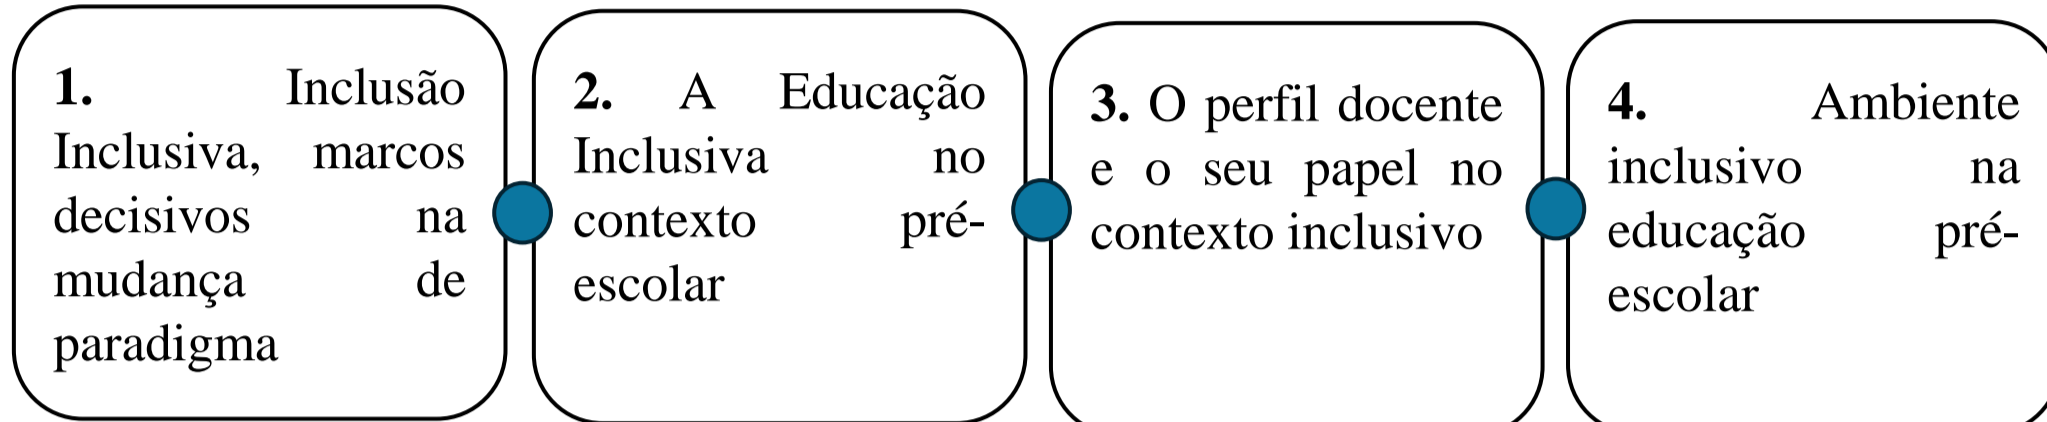 1. Inclusão
Inclusiva, marcos
decisivos na
mudança de
paradigma
2. A Educação
Inclusiva no
contexto pré-
escolar
3. O perfil docente
e o seu papel no
contexto inclusivo
4. Ambiente
inclusivo na
educação pré-
escolar